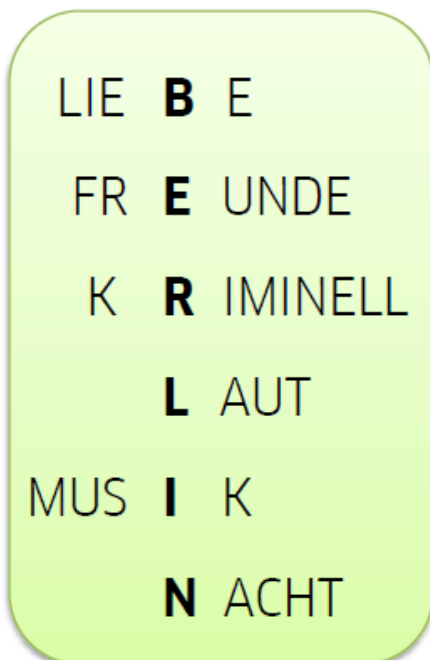 LIE B E
FR E UNDE
K R IMINELL
L AUT
MUS I K
N ACHT